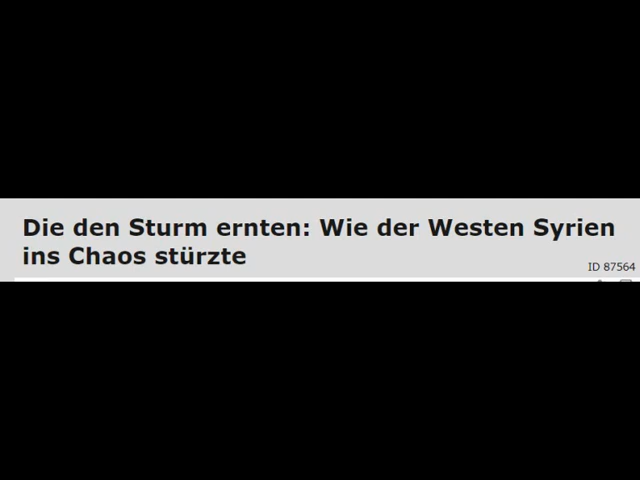 Die den Sturm ernten: Wie der Westen Syrien
ins Chaos stürzte
ID 87564